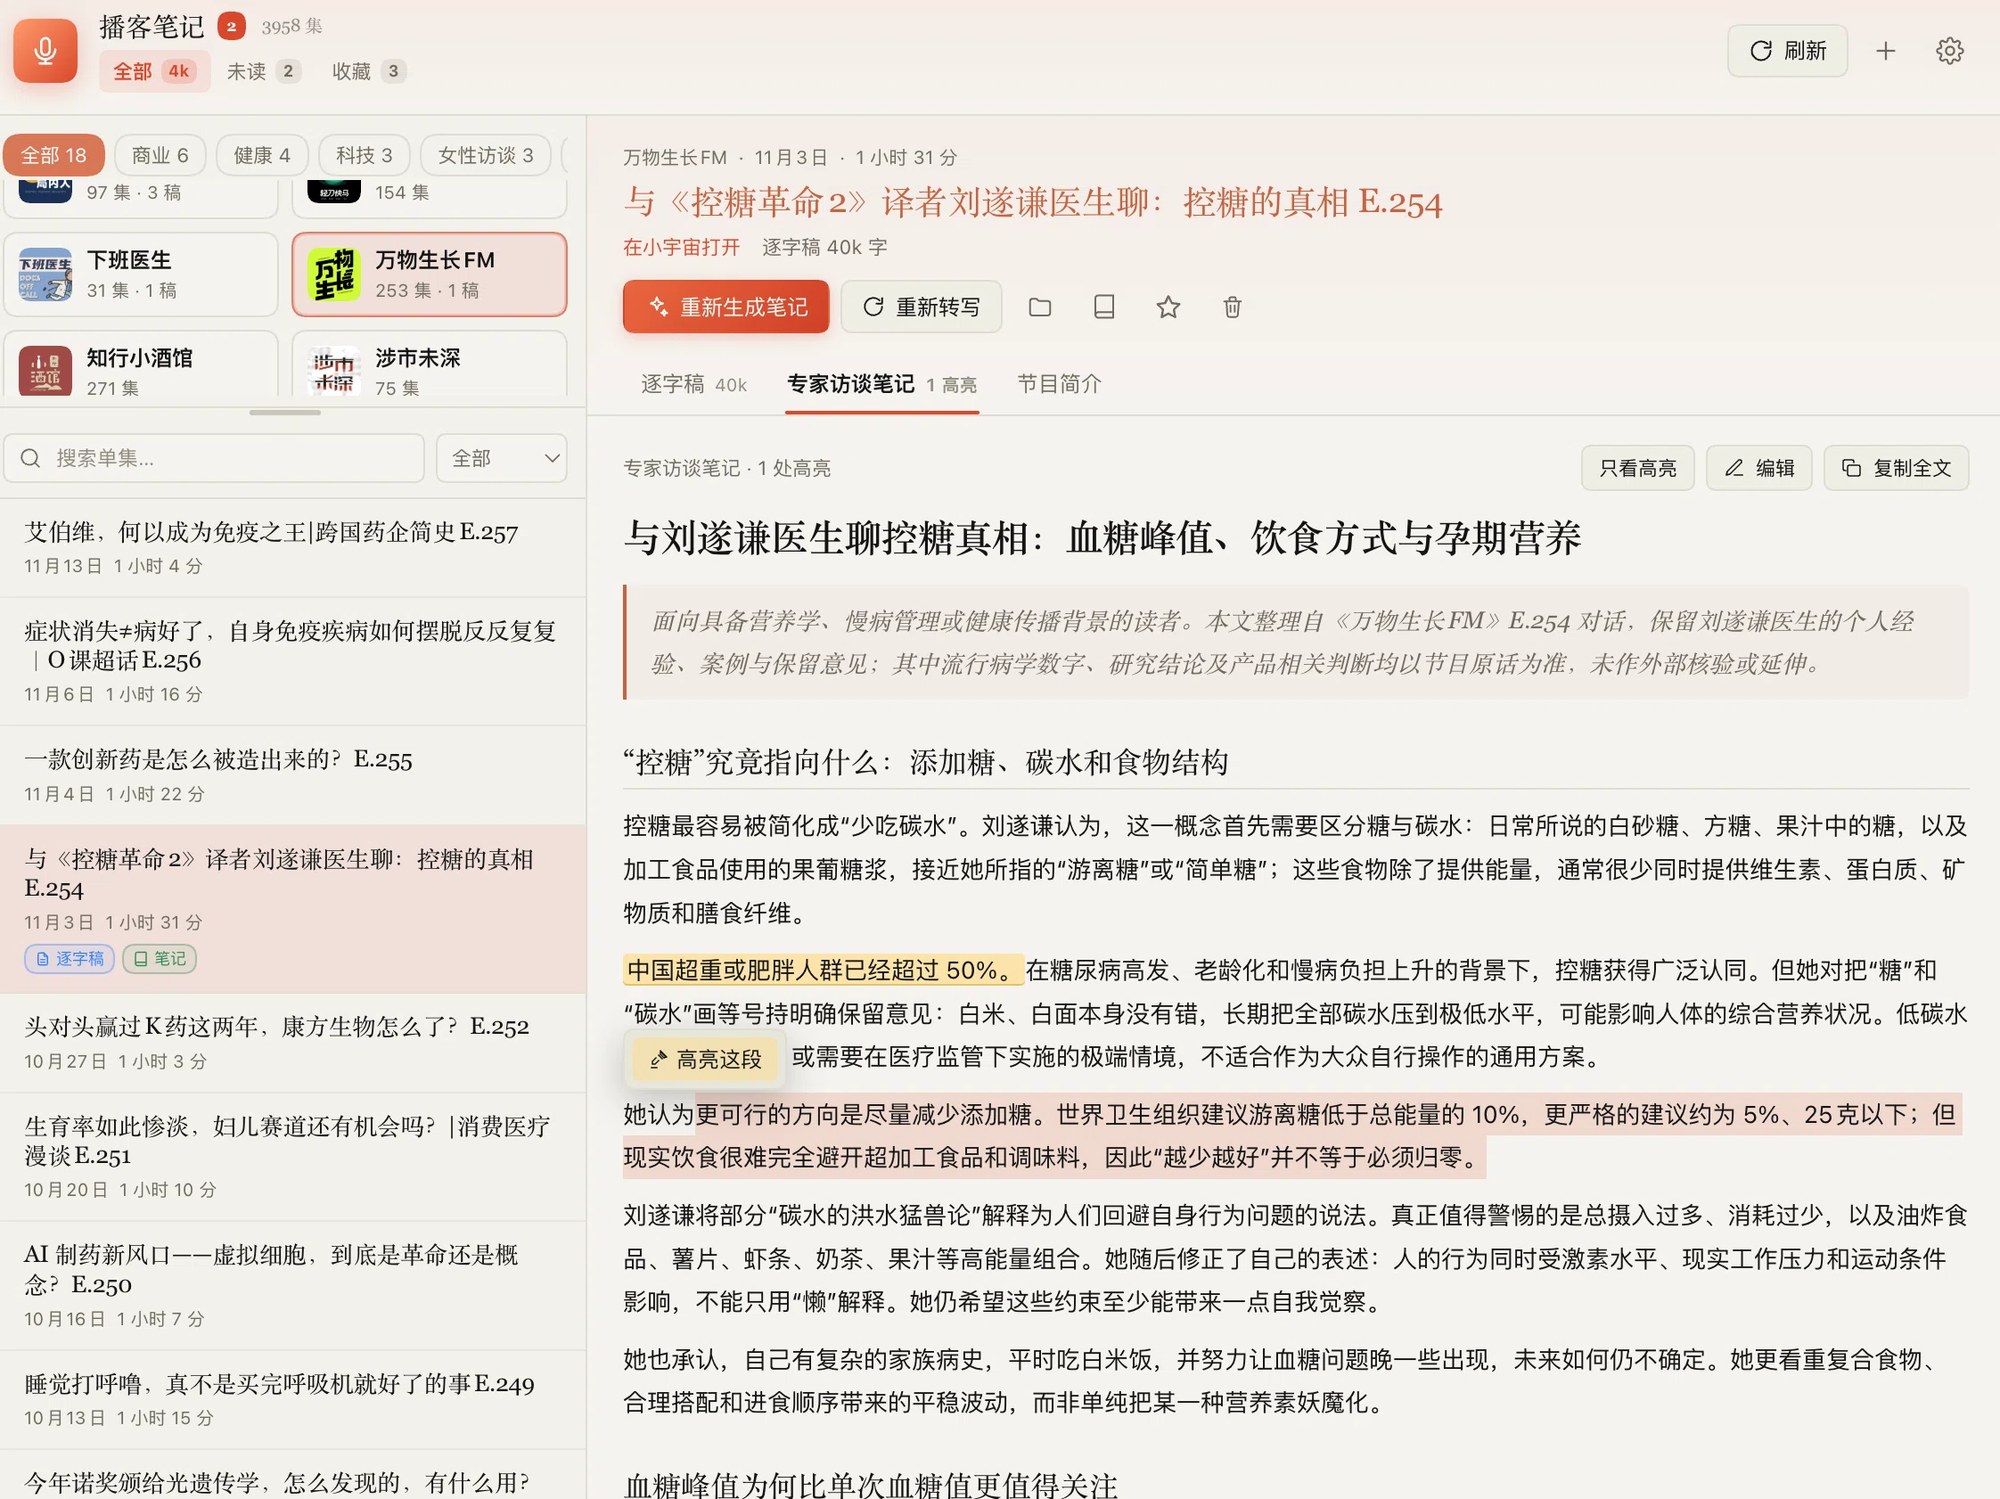 播客笔记 2 3958 集
全部 4k 未读 2 收藏 3
刷新
全部 18 商业 6 健康 4 科技 3 女性访谈 3
97 集 · 3 稿
轻刀快马
154 集
下班医生
下班医生
31 集 · 1 稿
万物生长
万物生长FM
253 集 · 1 稿
小酒馆
知行小酒馆
271 集
涉市未深
涉市未深
75 集
搜索单集...
全部
艾伯维，何以成为免疫之王|跨国药企简史E.257
11月13日 1 小时 4 分
症状消失≠病好了，自身免疫疾病如何摆脱反反复复
｜O课超话E.256
11月6日 1 小时 16 分
一款创新药是怎么被造出来的？E.255
11月4日 1 小时 22 分
与《控糖革命2》译者刘遂谦医生聊：控糖的真相
E.254
11月3日 1 小时 31 分
逐字稿 笔记
头对头赢过K药这两年，康方生物怎么了？E.252
10月27日 1 小时 3 分
生育率如此惨淡，妇儿赛道还有机会吗？|消费医疗
漫谈E.251
10月20日 1 小时 10 分
AI 制药新风口——虚拟细胞，到底是革命还是概
念？E.250
10月16日 1 小时 7 分
睡觉打呼噜，真不是买完呼吸机就好了的事E.249
10月13日 1 小时 15 分
今年诺奖颁给光遗传学，怎么发现的，有什么用？
万物生长FM · 11月3日 · 1 小时 31 分
与《控糖革命2》译者刘遂谦医生聊：控糖的真相 E.254
在小宇宙打开 逐字稿 40k 字
重新生成笔记 重新转写
逐字稿 40k 专家访谈笔记 1 高亮 节目简介
专家访谈笔记 · 1 处高亮
只看高亮 编辑 复制全文
与刘遂谦医生聊控糖真相：血糖峰值、饮食方式与孕期营养
面向具备营养学、慢病管理或健康传播背景的读者。本文整理自《万物生长FM》E.254 对话，保留刘遂谦医生的个人经
验、案例与保留意见；其中流行病学数字、研究结论及产品相关判断均以节目原话为准，未作外部核验或延伸。
“控糖”究竟指向什么：添加糖、碳水和食物结构
控糖最容易被简化成“少吃碳水”。刘遂谦认为，这一概念首先需要区分糖与碳水：日常所说的白砂糖、方糖、果汁中的糖，以及
加工食品使用的果葡糖浆，接近她所指的“游离糖”或“简单糖”；这些食物除了提供能量，通常很少同时提供维生素、蛋白质、矿
物质和膳食纤维。
中国超重或肥胖人群已经超过 50%。在糖尿病高发、老龄化和慢病负担上升的背景下，控糖获得广泛认同。但她对把“糖”和
“碳水”画等号持明确保留意见：白米、白面本身没有错，长期把全部碳水压到极低水平，可能影响人体的综合营养状况。低碳水
高亮这段 或需要在医疗监管下实施的极端情境，不适合作为大众自行操作的通用方案。
她认为更可行的方向是尽量减少添加糖。世界卫生组织建议游离糖低于总能量的 10%，更严格的建议约为 5%、25克以下；但
现实饮食很难完全避开超加工食品和调味料，因此“越少越好”并不等于必须归零。
刘遂谦将部分“碳水的洪水猛兽论”解释为人们回避自身行为问题的说法。真正值得警惕的是总摄入过多、消耗过少，以及油炸食
品、薯片、虾条、奶茶、果汁等高能量组合。她随后修正了自己的表述：人的行为同时受激素水平、现实工作压力和运动条件
影响，不能只用“懒”解释。她仍希望这些约束至少能带来一点自我觉察。
她也承认，自己有复杂的家族病史，平时吃白米饭，并努力让血糖问题晚一些出现，未来如何仍不确定。她更看重复合食物、
合理搭配和进食顺序带来的平稳波动，而非单纯把某一种营养素妖魔化。
血糖峰值为何比单次血糖值更值得关注